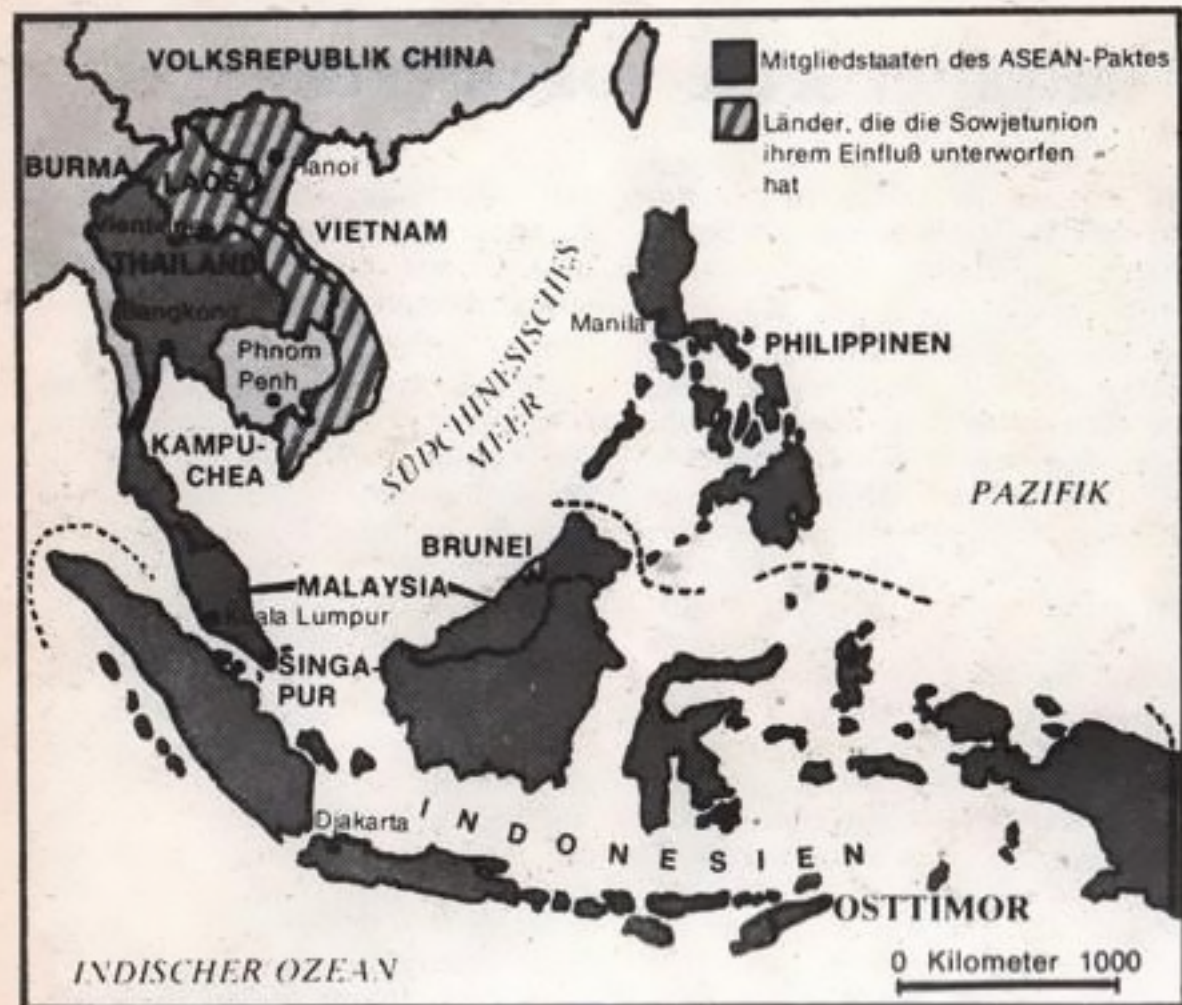 VOLKSREPUBLIK CHINA
Mitgliedstaaten des ASEAN-Paktes
Länder, die die Sowjetunion
ihrem Einfluß unterworfen
hat
BURMA
LAOS
Hanoi
VIETNAM
THAILAND
Bangkong
Phnom
Penh
KAMPU-
CHEA
SÜDCHINESISCHES
MEER
Manila
PHILIPPINEN
PAZIFIK
BRUNEI
MALAYSIA
Kuala Lumpur
SINGA-
PUR
Djakarta
INDONESIEN
OSTTIMOR
INDISCHER OZEAN
0 Kilometer 1000